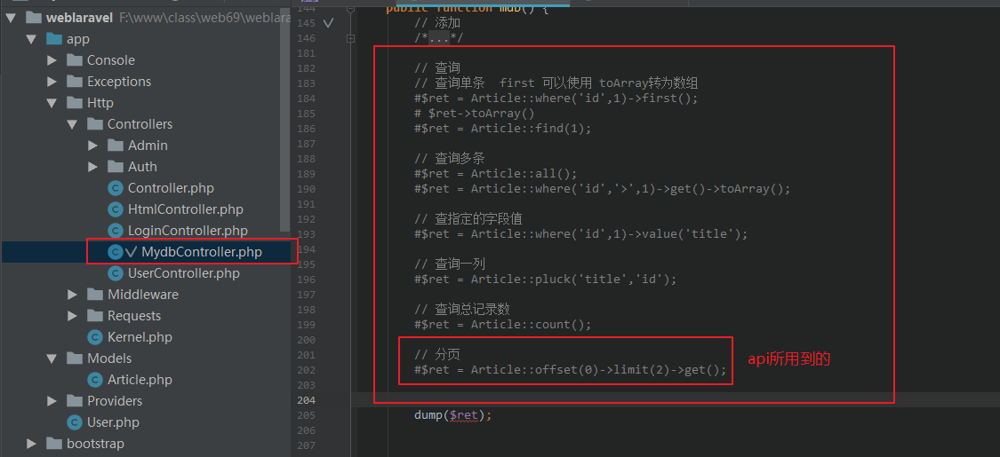 weblaravel F:\www\class\web69\weblara
app
Console
Exceptions
Http
Controllers
Admin
Auth
Controller.php
HtmlController.php
LoginController.php
MydbController.php
UserController.php
Middleware
Requests
Kernel.php
Models
Article.php
Providers
User.php
bootstrap
144 public function mdb() {
145 // 添加
146 /*...*/
181
182 // 查询
183 // 查询单条 first 可以使用 toArray转为数组
184 #$ret = Article::where('id',1)->first();
185 # $ret->toArray()
186 #$ret = Article::find(1);
187
188 // 查询多条
189 #$ret = Article::all();
190 #$ret = Article::where('id','>',1)->get()->toArray();
191
192 // 查指定的字段值
193 #$ret = Article::where('id',1)->value('title');
194
195 // 查询一列
196 #$ret = Article::pluck('title','id');
197
198 // 查询总记录数
199 #$ret = Article::count();
200
201 // 分页
202 #$ret = Article::offset(0)->limit(2)->get();
api所用到的
203
204
205 dump($ret);
206
207